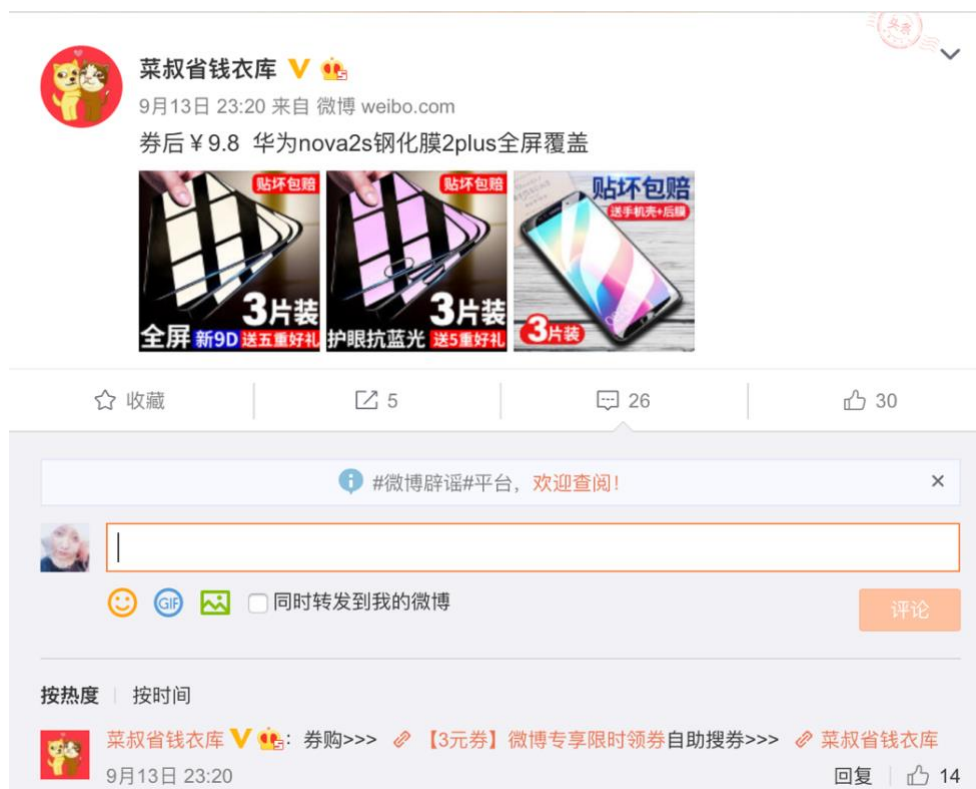 头条
菜叔省钱衣库
9月13日 23:20 来自 微博 weibo.com
券后￥9.8 华为nova2s钢化膜2plus全屏覆盖
贴坏包赔
3片装
全屏 新9D 送五重好礼
贴坏包赔
3片装
护眼抗蓝光 送5重好礼
贴坏包赔
送手机壳+后膜
3片装
收藏 5 26 30
#微博辟谣#平台，欢迎查阅！
GIF 同时转发到我的微博 评论
按热度 按时间
菜叔省钱衣库 ：券购>>> 【3元券】微博专享限时领券自助搜券>>> 菜叔省钱衣库
9月13日 23:20 回复 14